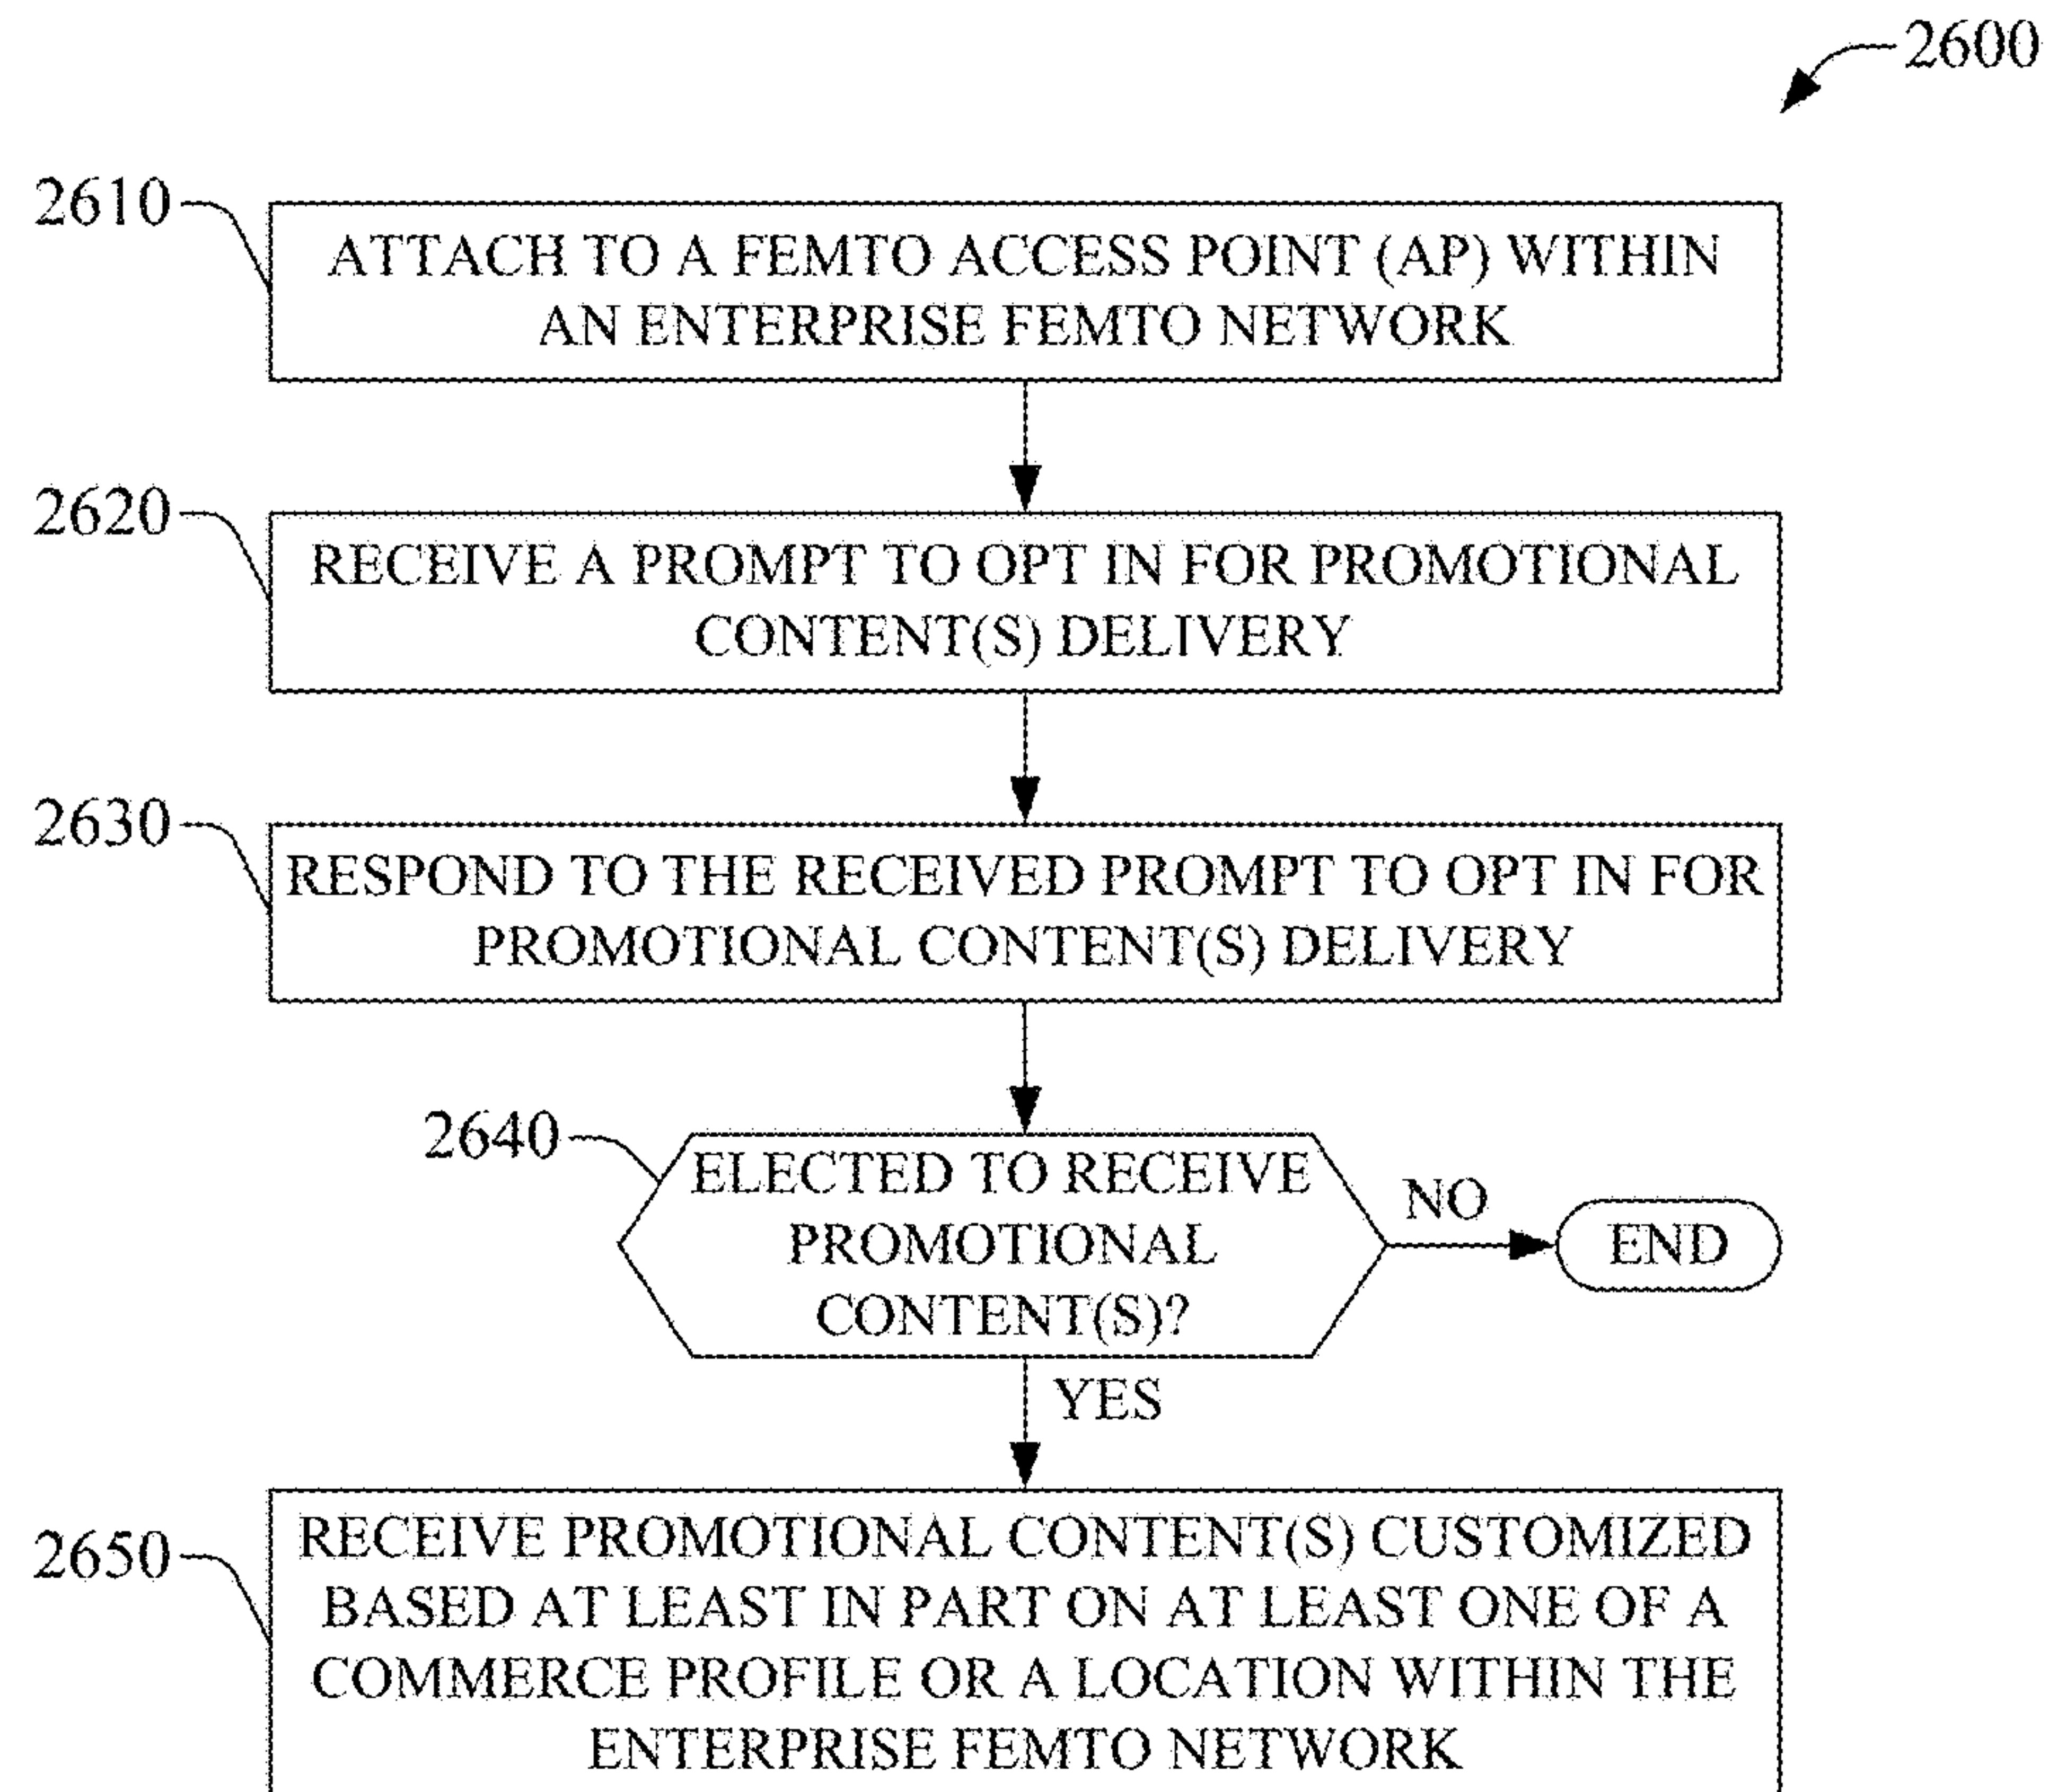 2600
2610
ATTACH TO A FEMTO ACCESS POINT (AP) WITHIN
AN ENTERPRISE FEMTO NETWORK
2620
RECEIVE A PROMPT TO OPT IN FOR PROMOTIONAL
CONTENT(S) DELIVERY
2630
RESPOND TO THE RECEIVED PROMPT TO OPT IN FOR
PROMOTIONAL CONTENT(S) DELIVERY
2640
ELECTED TO RECEIVE
PROMOTIONAL
CONTENT(S)?
NO
END
YES
2650
RECEIVE PROMOTIONAL CONTENT(S) CUSTOMIZED
BASED AT LEAST IN PART ON AT LEAST ONE OF A
COMMERCE PROFILE OR A LOCATION WITHIN THE
ENTERPRISE FEMTO NETWORK